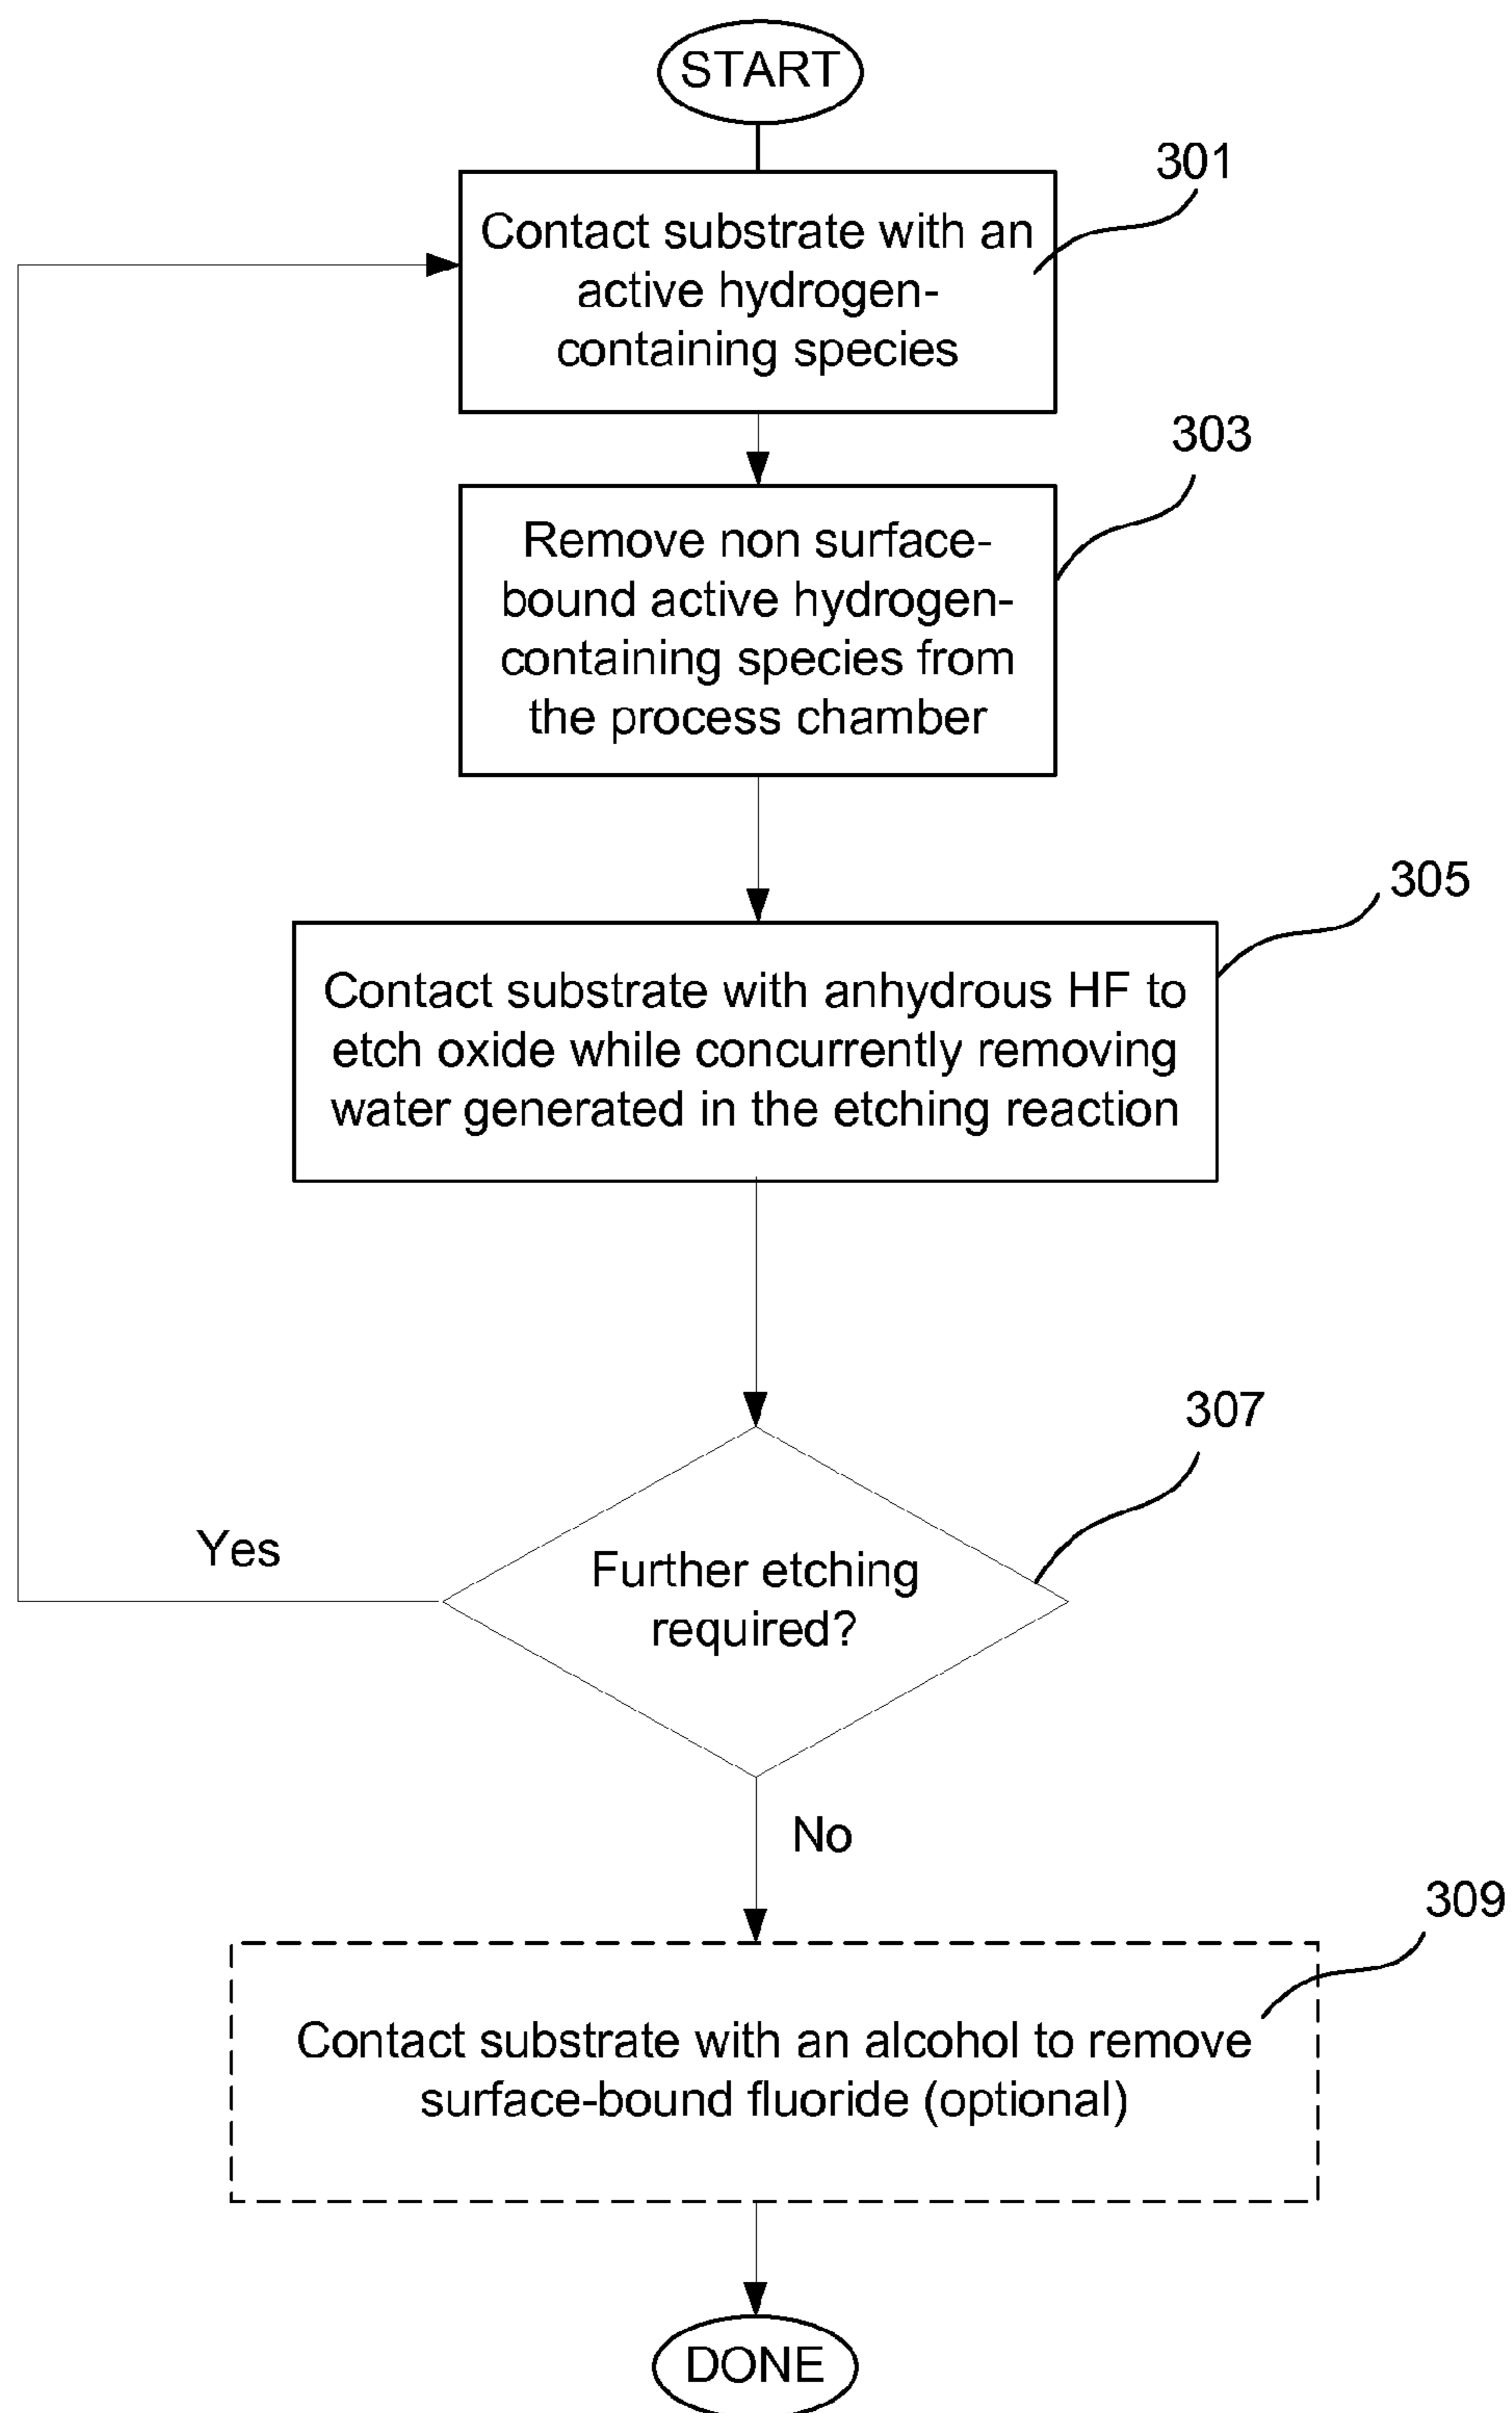 START
301
Contact substrate with an
active hydrogen-
containing species
303
Remove non surface-
bound active hydrogen-
containing species from
the process chamber
305
Contact substrate with anhydrous HF to
etch oxide while concurrently removing
water generated in the etching reaction
307
Yes
Further etching
required?
No
309
Contact substrate with an alcohol to remove
surface-bound fluoride (optional)
DONE